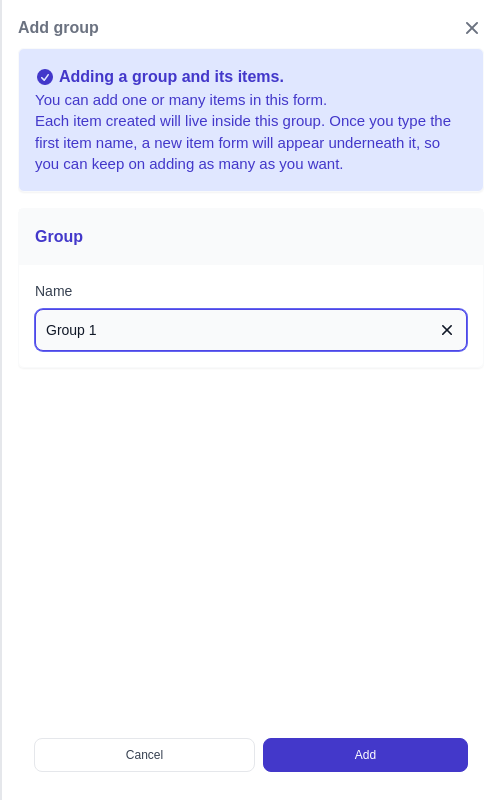 Add group
Adding a group and its items.
You can add one or many items in this form.
Each item created will live inside this group. Once you type the
first item name, a new item form will appear underneath it, so
you can keep on adding as many as you want.
Group
Name
Group 1
Cancel
Add